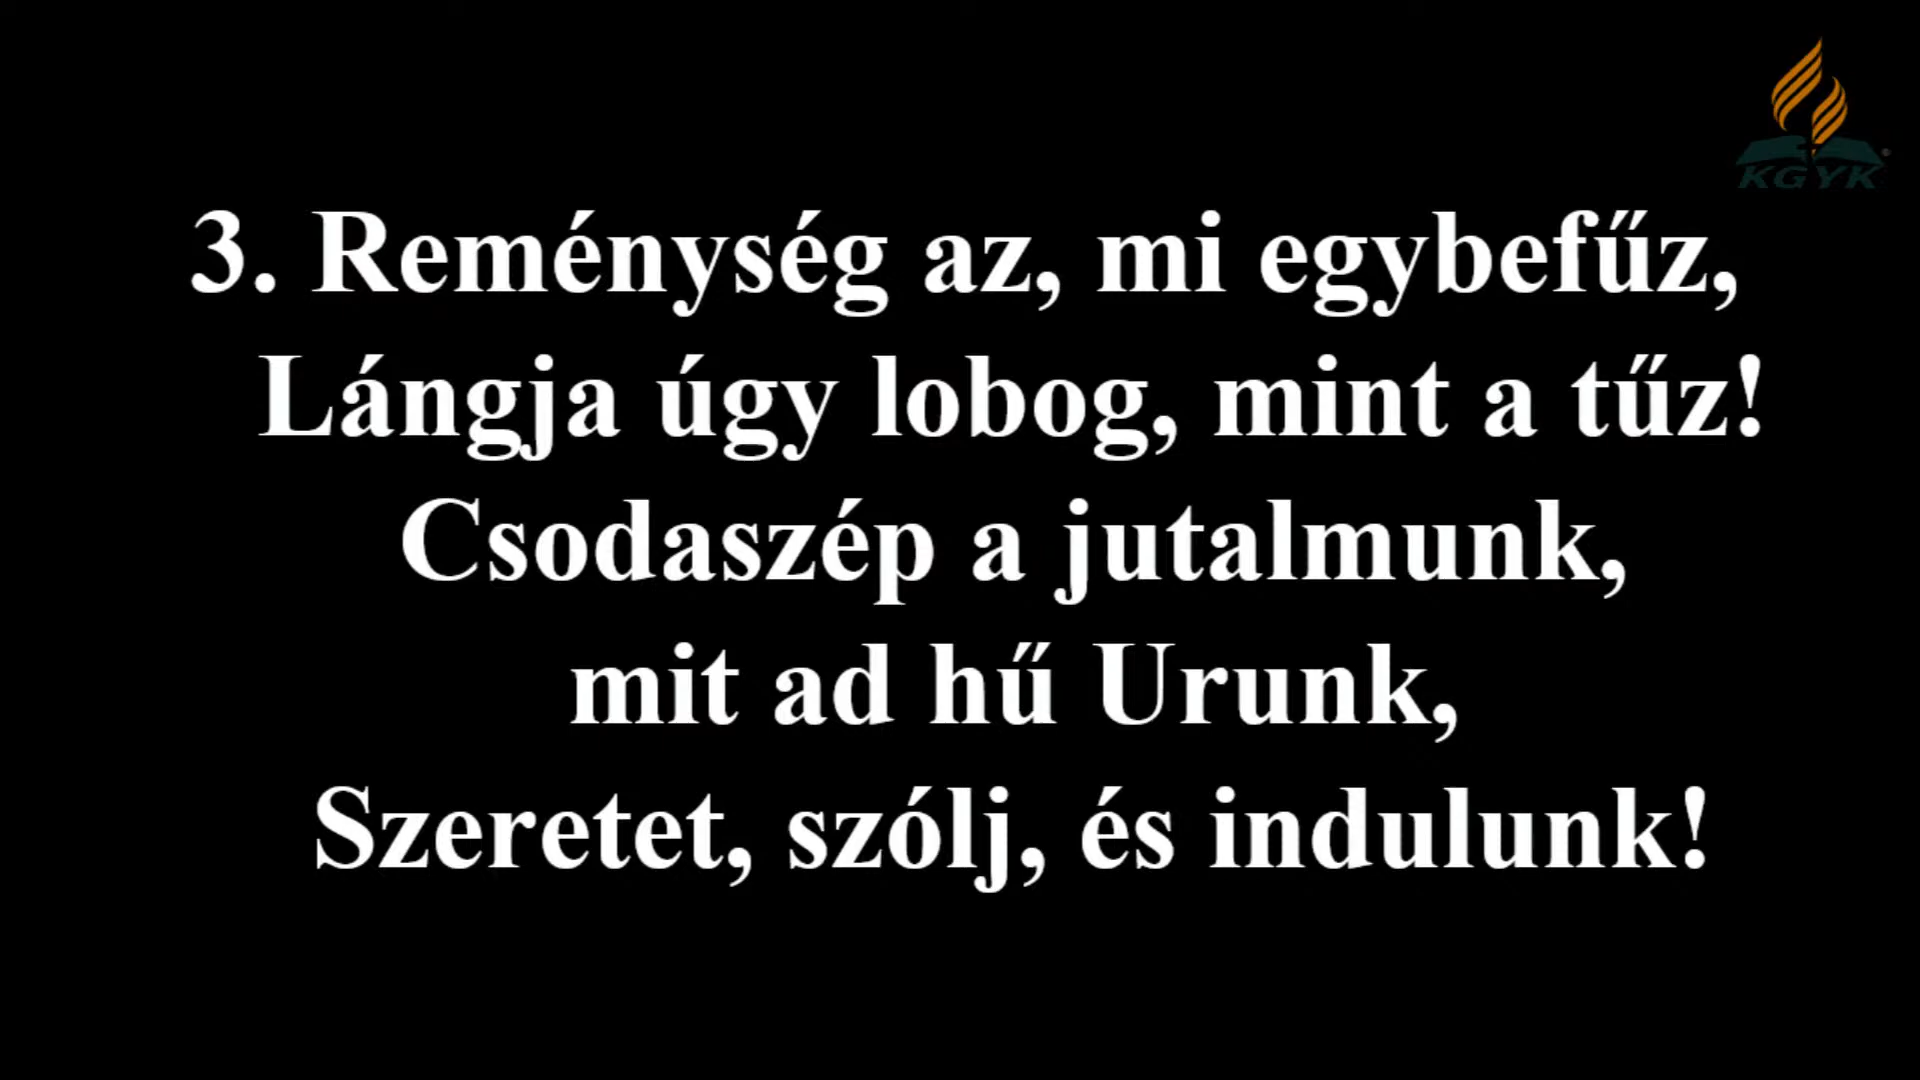 KGYK
3. Reménység az, mi egybefűz,
Lángja úgy lobog, mint a tűz!
Csodaszép a jutalmunk,
mit ad hű Urunk,
Szeretet, szólj, és indulunk!